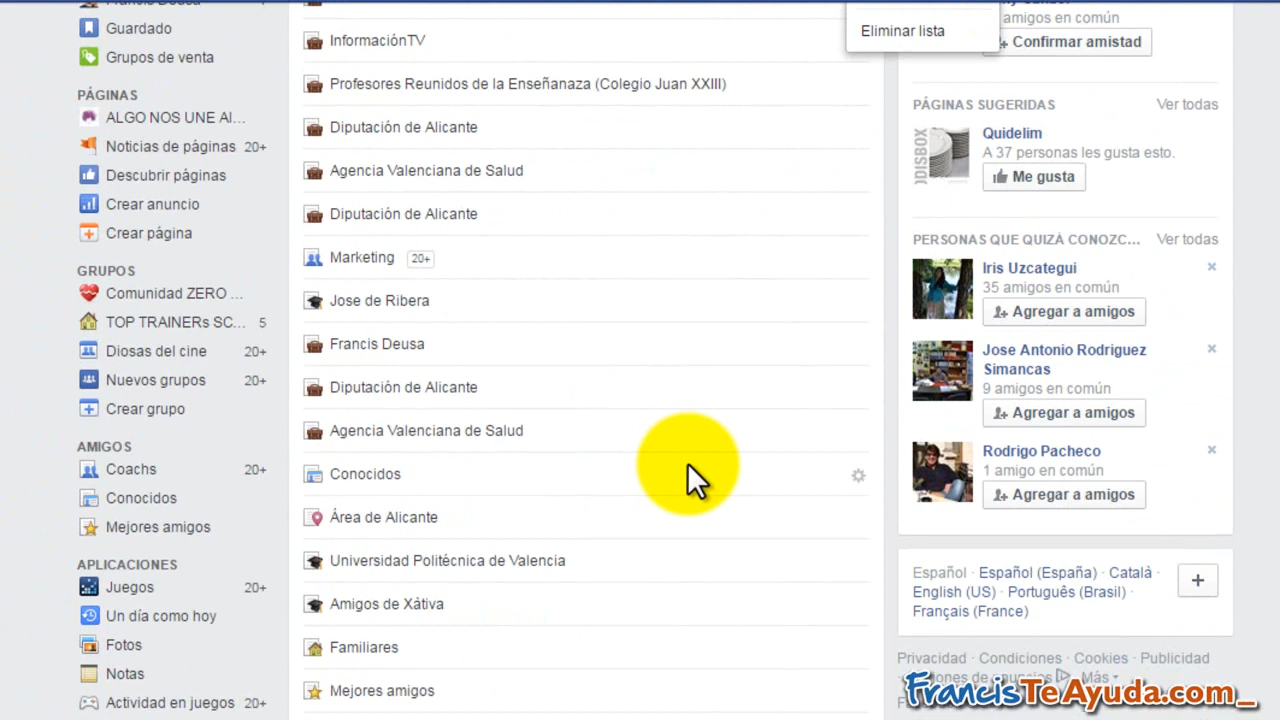 Francis Deusa
Guardado
Grupos de venta
PÁGINAS
ALGO NOS UNE Al...
Noticias de páginas 20+
Descubrir páginas
Crear anuncio
Crear página
GRUPOS
Comunidad ZERO ...
TOP TRAINERs SC... 5
Diosas del cine 20+
Nuevos grupos 20+
Crear grupo
AMIGOS
Coachs 20+
Conocidos
Mejores amigos
APLICACIONES
Juegos 20+
Un día como hoy
Fotos
Notas
Actividad en juegos 20+
InformaciónTV
Profesores Reunidos de la Enseñanaza (Colegio Juan XXIII)
Diputación de Alicante
Agencia Valenciana de Salud
Diputación de Alicante
Marketing 20+
Jose de Ribera
Francis Deusa
Diputación de Alicante
Agencia Valenciana de Salud
Conocidos
Área de Alicante
Universidad Politécnica de Valencia
Amigos de Xátiva
Familiares
Mejores amigos
Eliminar lista
amigos en común
Confirmar amistad
PÁGINAS SUGERIDAS Ver todas
Quidelim
A 37 personas les gusta esto.
Me gusta
PERSONAS QUE QUIZÁ CONOZC... Ver todas
Iris Uzcategui
35 amigos en común
Agregar a amigos
Jose Antonio Rodriguez
Simancas
9 amigos en común
Agregar a amigos
Rodrigo Pacheco
1 amigo en común
Agregar a amigos
Español · Español (España) · Català ·
English (US) · Português (Brasil) ·
Français (France)
Privacidad · Condiciones · Cookies · Publicidad
Más
FrancisTeAyuda.com_